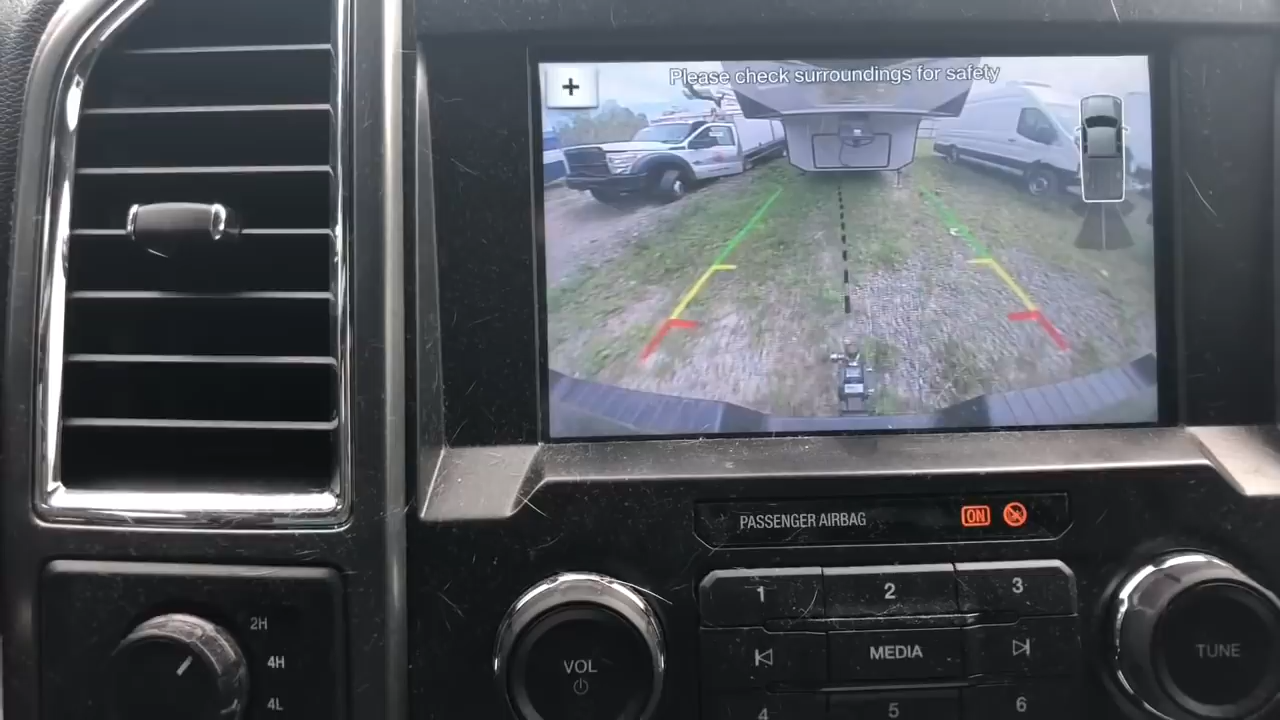 +
Please check surroundings for safety
PASSENGER AIRBAG
ON
1
2
3
2H
4H
4L
VOL
MEDIA
TUNE
4
5
6